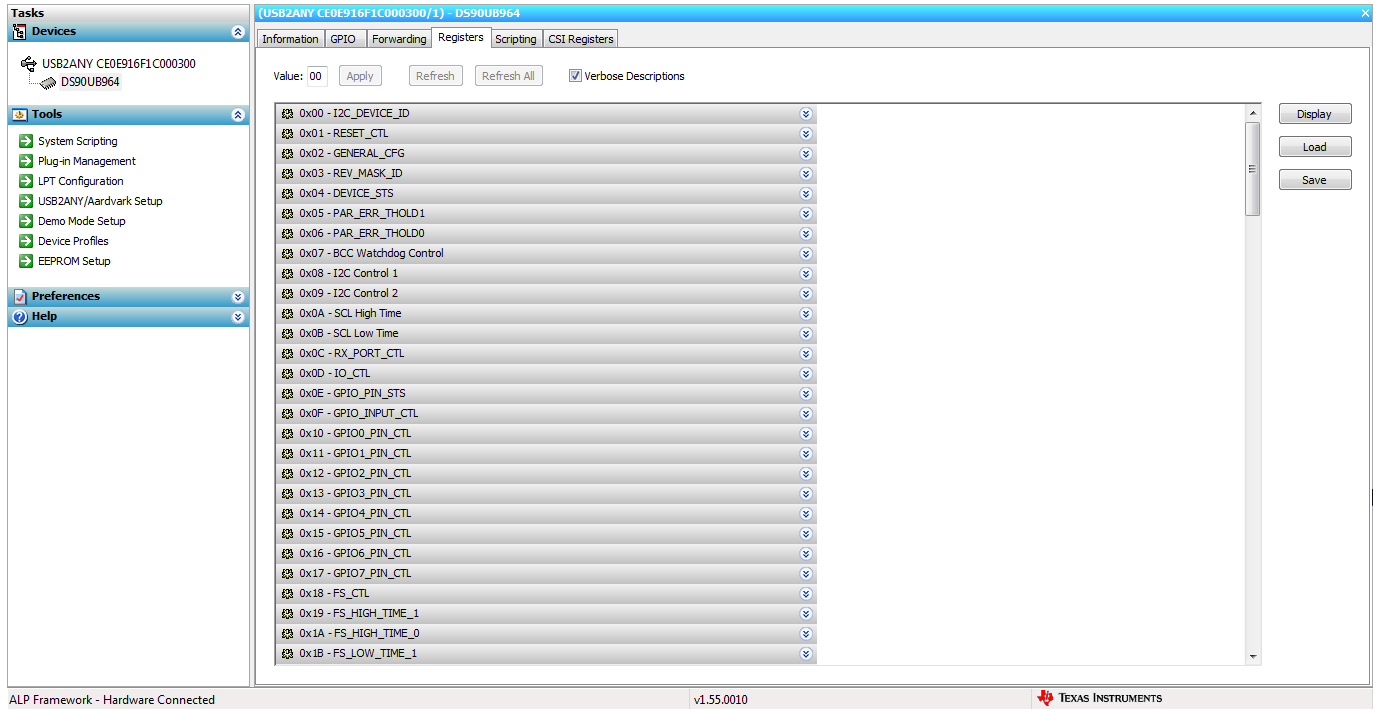 Tasks
Devices
USB2ANY CE0E916F1C000300
DS90UB964
Tools
System Scripting
Plug-in Management
LPT Configuration
USB2ANY/Aardvark Setup
Demo Mode Setup
Device Profiles
EEPROM Setup
Preferences
Help
(USB2ANY CE0E916F1C000300/1) - DS90UB964
Information GPIO Forwarding Registers Scripting CSI Registers
Value: 00 Apply Refresh Refresh All Verbose Descriptions
0x00 - I2C_DEVICE_ID
0x01 - RESET_CTL
0x02 - GENERAL_CFG
0x03 - REV_MASK_ID
0x04 - DEVICE_STS
0x05 - PAR_ERR_THOLD1
0x06 - PAR_ERR_THOLD0
0x07 - BCC Watchdog Control
0x08 - I2C Control 1
0x09 - I2C Control 2
0x0A - SCL High Time
0x0B - SCL Low Time
0x0C - RX_PORT_CTL
0x0D - IO_CTL
0x0E - GPIO_PIN_STS
0x0F - GPIO_INPUT_CTL
0x10 - GPIO0_PIN_CTL
0x11 - GPIO1_PIN_CTL
0x12 - GPIO2_PIN_CTL
0x13 - GPIO3_PIN_CTL
0x14 - GPIO4_PIN_CTL
0x15 - GPIO5_PIN_CTL
0x16 - GPIO6_PIN_CTL
0x17 - GPIO7_PIN_CTL
0x18 - FS_CTL
0x19 - FS_HIGH_TIME_1
0x1A - FS_HIGH_TIME_0
0x1B - FS_LOW_TIME_1
Display
Load
Save
ALP Framework - Hardware Connected v1.55.0010 TEXAS INSTRUMENTS